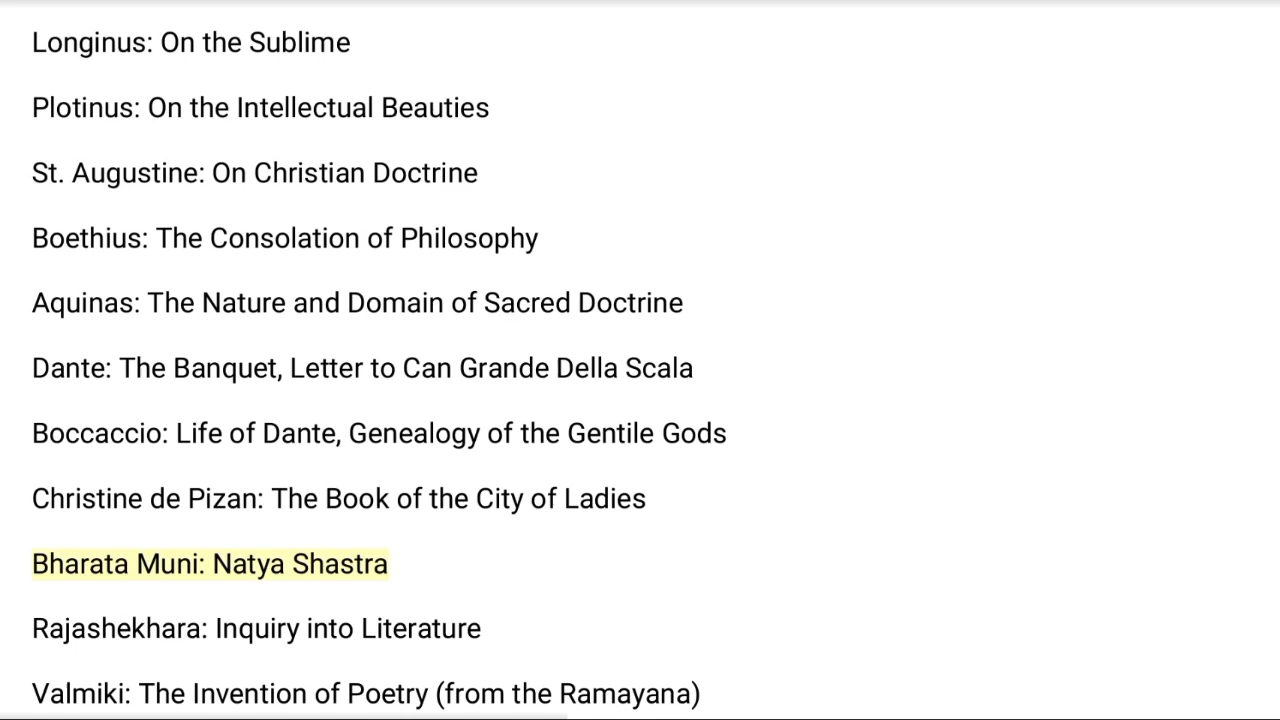 Longinus: On the Sublime
Plotinus: On the Intellectual Beauties
St. Augustine: On Christian Doctrine
Boethius: The Consolation of Philosophy
Aquinas: The Nature and Domain of Sacred Doctrine
Dante: The Banquet, Letter to Can Grande Della Scala
Boccaccio: Life of Dante, Genealogy of the Gentile Gods
Christine de Pizan: The Book of the City of Ladies
Bharata Muni: Natya Shastra
Rajashekhara: Inquiry into Literature
Valmiki: The Invention of Poetry (from the Ramayana)